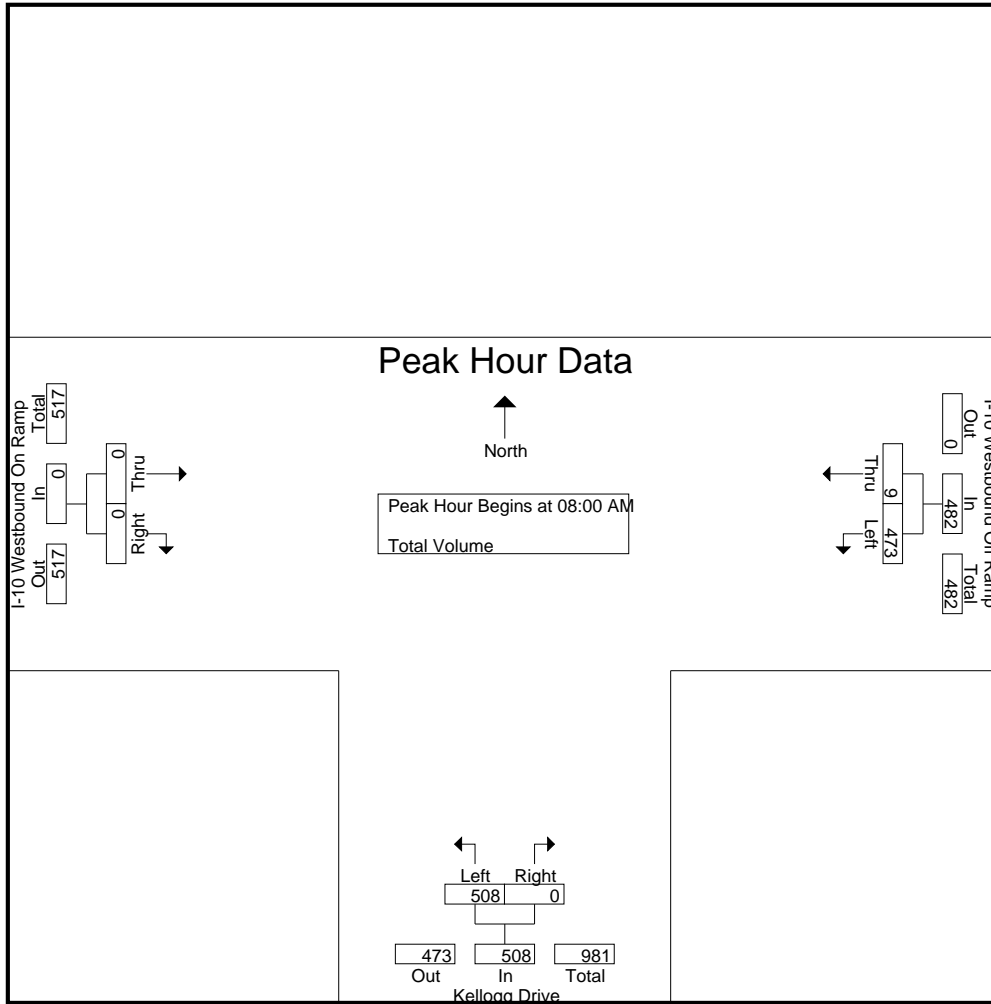 Peak Hour Data
North
Peak Hour Begins at 08:00 AM
Total Volume
I-10 Westbound On Ramp
Total
In
Out
517
0
517
0
0
Thru
Right
Out
In
Total
0
482
482
9
473
Thru
Left
Left
Right
508
0
473
508
981
Out
In
Total
Kellogg Drive